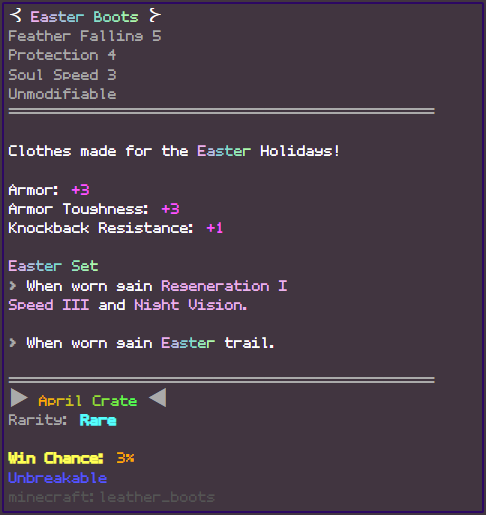 ≺ Easter Boots ≻
Feather Falling 5
Protection 4
Soul Speed 3
Unmodifiable
Clothes made for the Easter Holidays!
Armor: +3
Armor Toughness: +3
Knockback Resistance: +1
Easter Set
> When worn gain Regeneration I
Speed III and Night Vision.
> When worn gain Easter trail.
▶ April Crate ◀
Rarity: Rare
Win Chance: 3%
Unbreakable
minecraft:leather_boots